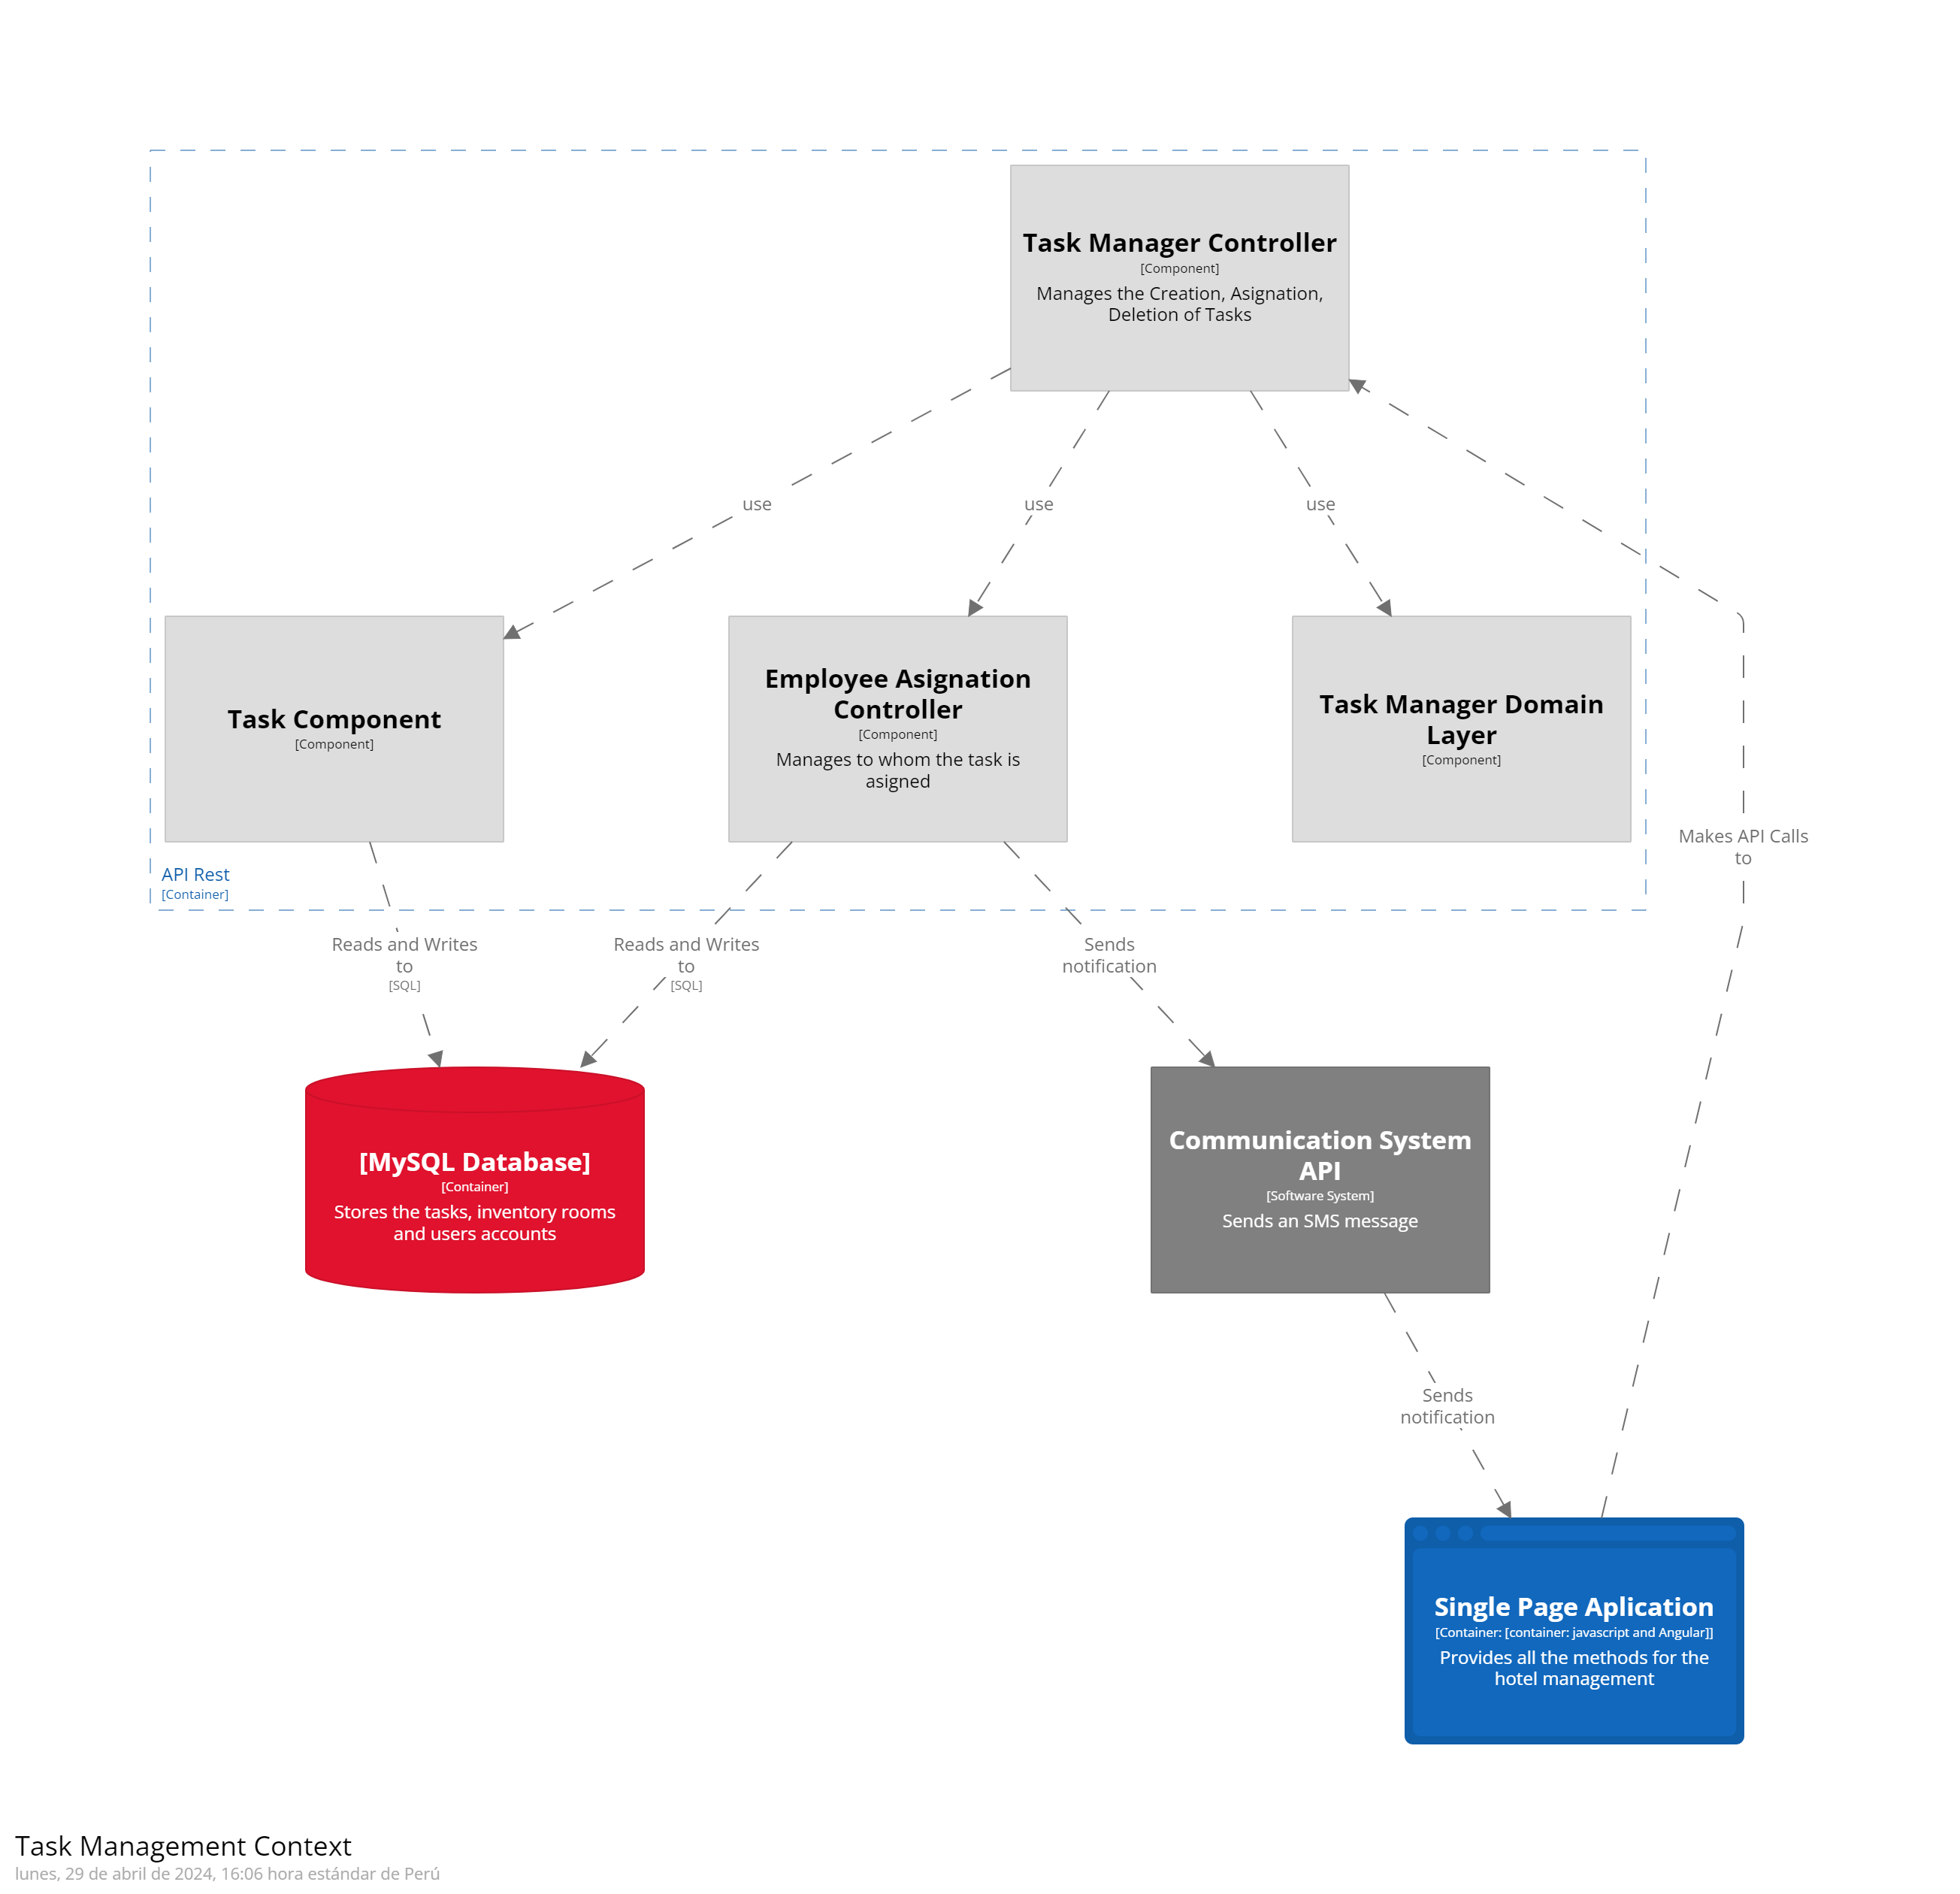 Task Manager Controller
[Component]
Manages the Creation, Asignation,
Deletion of Tasks
use
use
use
Task Component
[Component]
Employee Asignation
Controller
[Component]
Manages to whom the task is
asigned
Task Manager Domain
Layer
[Component]
Makes API Calls
to
API Rest
[Container]
Reads and Writes
to
[SQL]
Reads and Writes
to
[SQL]
Sends
notification
[MySQL Database]
[Container]
Stores the tasks, inventory rooms
and users accounts
Communication System
API
[Software System]
Sends an SMS message
Sends
notification
Single Page Aplication
[Container: [container: javascript and Angular]]
Provides all the methods for the
hotel management
Task Management Context
lunes, 29 de abril de 2024, 16:06 hora estándar de Perú